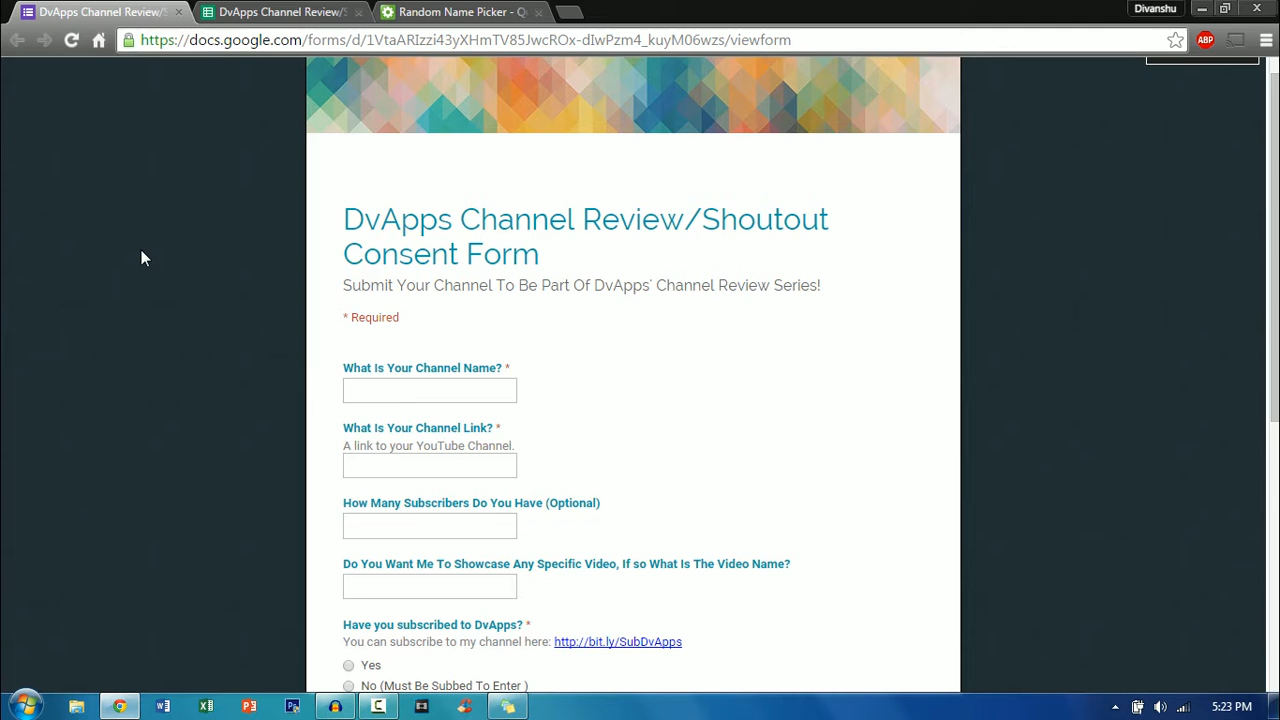 DvApps Channel Review/S
DvApps Channel Review/S
Random Name Picker - Q
Divanshu
https://docs.google.com/forms/d/1VtaARIzzi43yXHmTV85JwcROx-dIwPzm4_kuyM06wzs/viewform
ABP
DvApps Channel Review/Shoutout
Consent Form
Submit Your Channel To Be Part Of DvApps' Channel Review Series!
* Required
What Is Your Channel Name? *
What Is Your Channel Link? *
A link to your YouTube Channel.
How Many Subscribers Do You Have (Optional)
Do You Want Me To Showcase Any Specific Video, If so What Is The Video Name?
Have you subscribed to DvApps? *
You can subscribe to my channel here: http://bit.ly/SubDvApps
Yes
No (Must Be Subbed To Enter )
5:23 PM